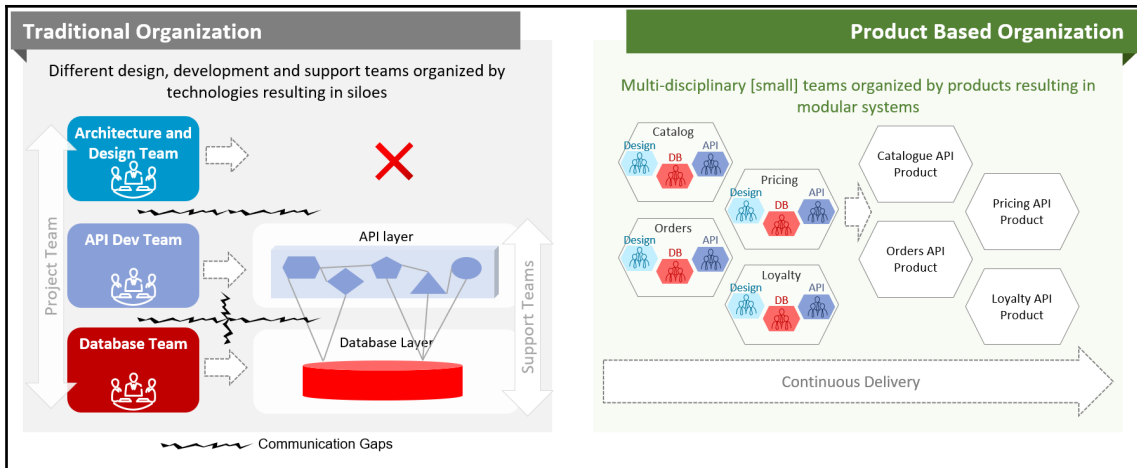 Traditional Organization
Different design, development and support teams organized by
technologies resulting in siloes
Project Team
Architecture and
Design Team
API Dev Team
API layer
Database Team
Database Layer
Support Teams
Communication Gaps
Product Based Organization
Multi-disciplinary [small] teams organized by products resulting in
modular systems
Catalog
Design
DB
API
Pricing
Design
DB
API
Orders
Design
DB
API
Loyalty
Design
DB
API
Catalogue API
Product
Pricing API
Product
Orders API
Product
Loyalty API
Product
Continuous Delivery